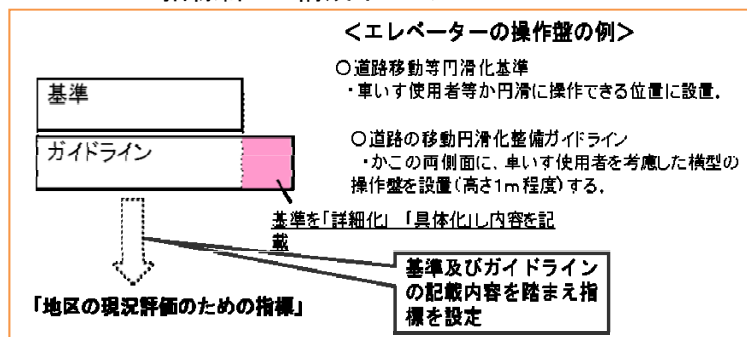 ＜エレベーターの操作盤の例＞
○道路移動等円滑化基準
・車いす使用者等が円滑に操作できる位置に設置．
基準
ガイドライン
○道路の移動円滑化整備ガイドライン
・かこの両側面に、車いす使用者を考慮した横型の
操作盤を設置(高さ1m程度)する．
基準を「詳細化」「具体化」し内容を記
載
基準及びガイドライン
の記載内容を踏まえ指
標を設定
「地区の現況評価のための指標」